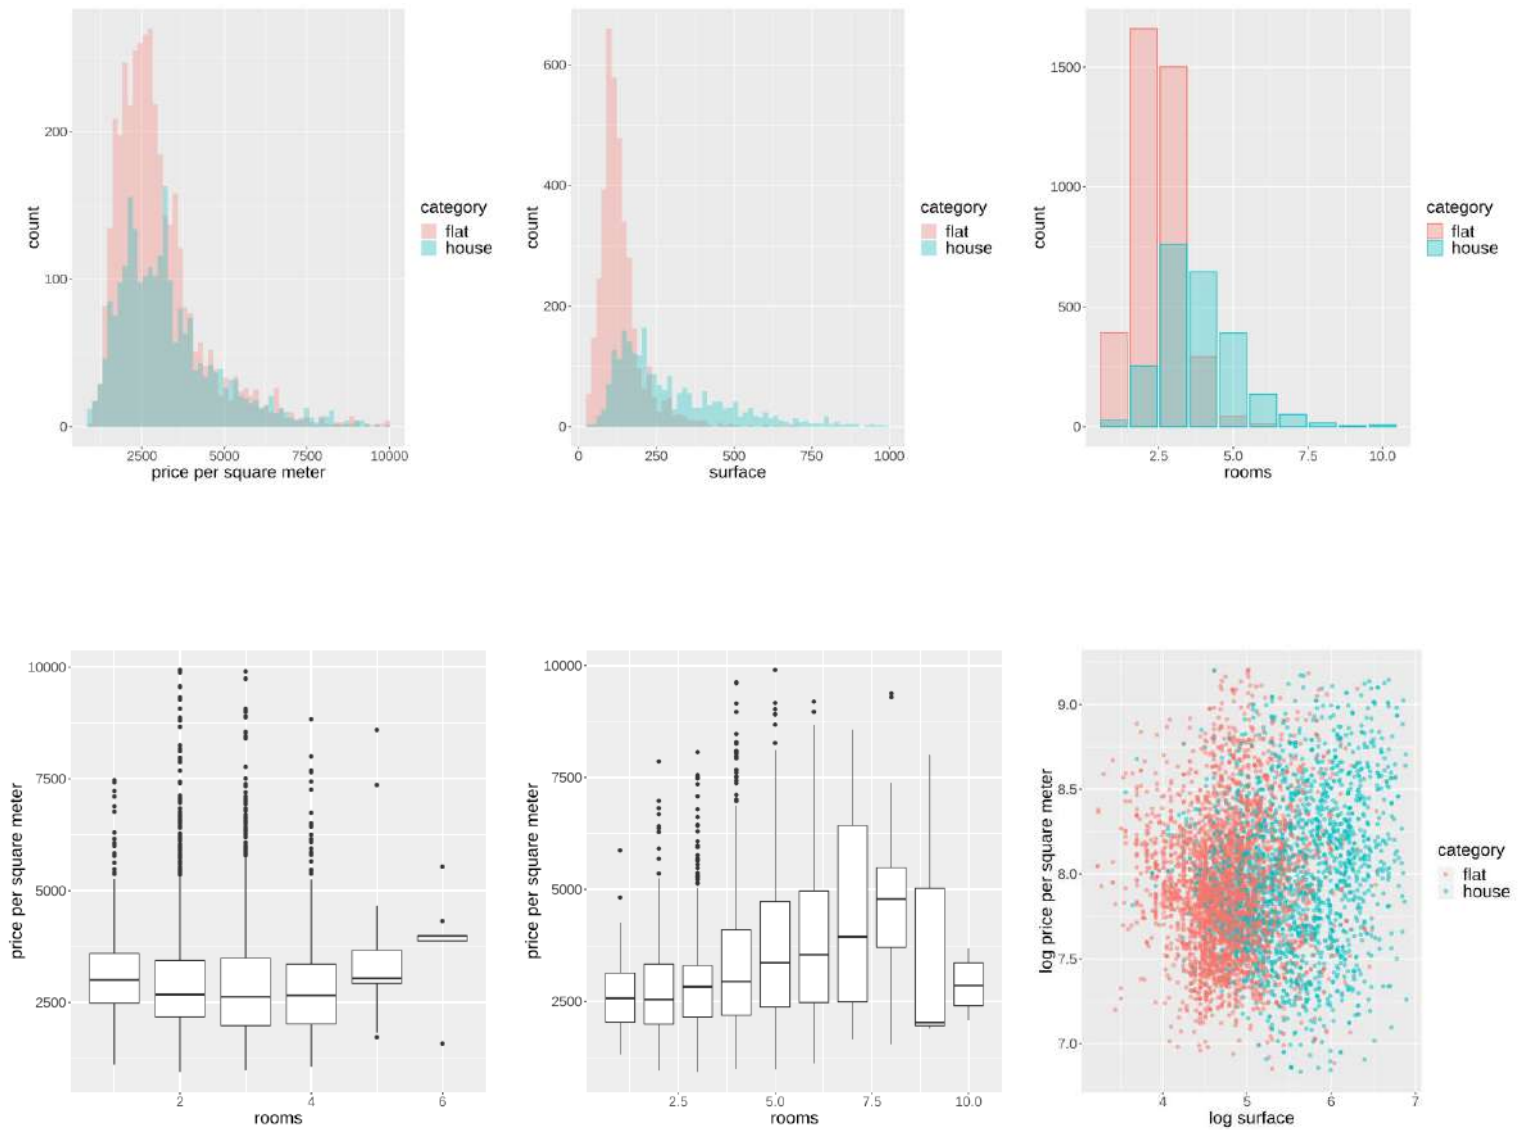 count
200
100
0
2500 5000 7500 10000
price per square meter
category
flat
house
count
600
400
200
0
0 250 500 750 1000
surface
category
flat
house
count
1500
1000
500
0
2.5 5.0 7.5 10.0
rooms
category
flat
house
price per square meter
10000
7500
5000
2500
2 4 6
rooms
price per square meter
10000
7500
5000
2500
2.5 5.0 7.5 10.0
rooms
log price per square meter
9.0
8.5
8.0
7.5
7.0
4 5 6 7
log surface
category
flat
house